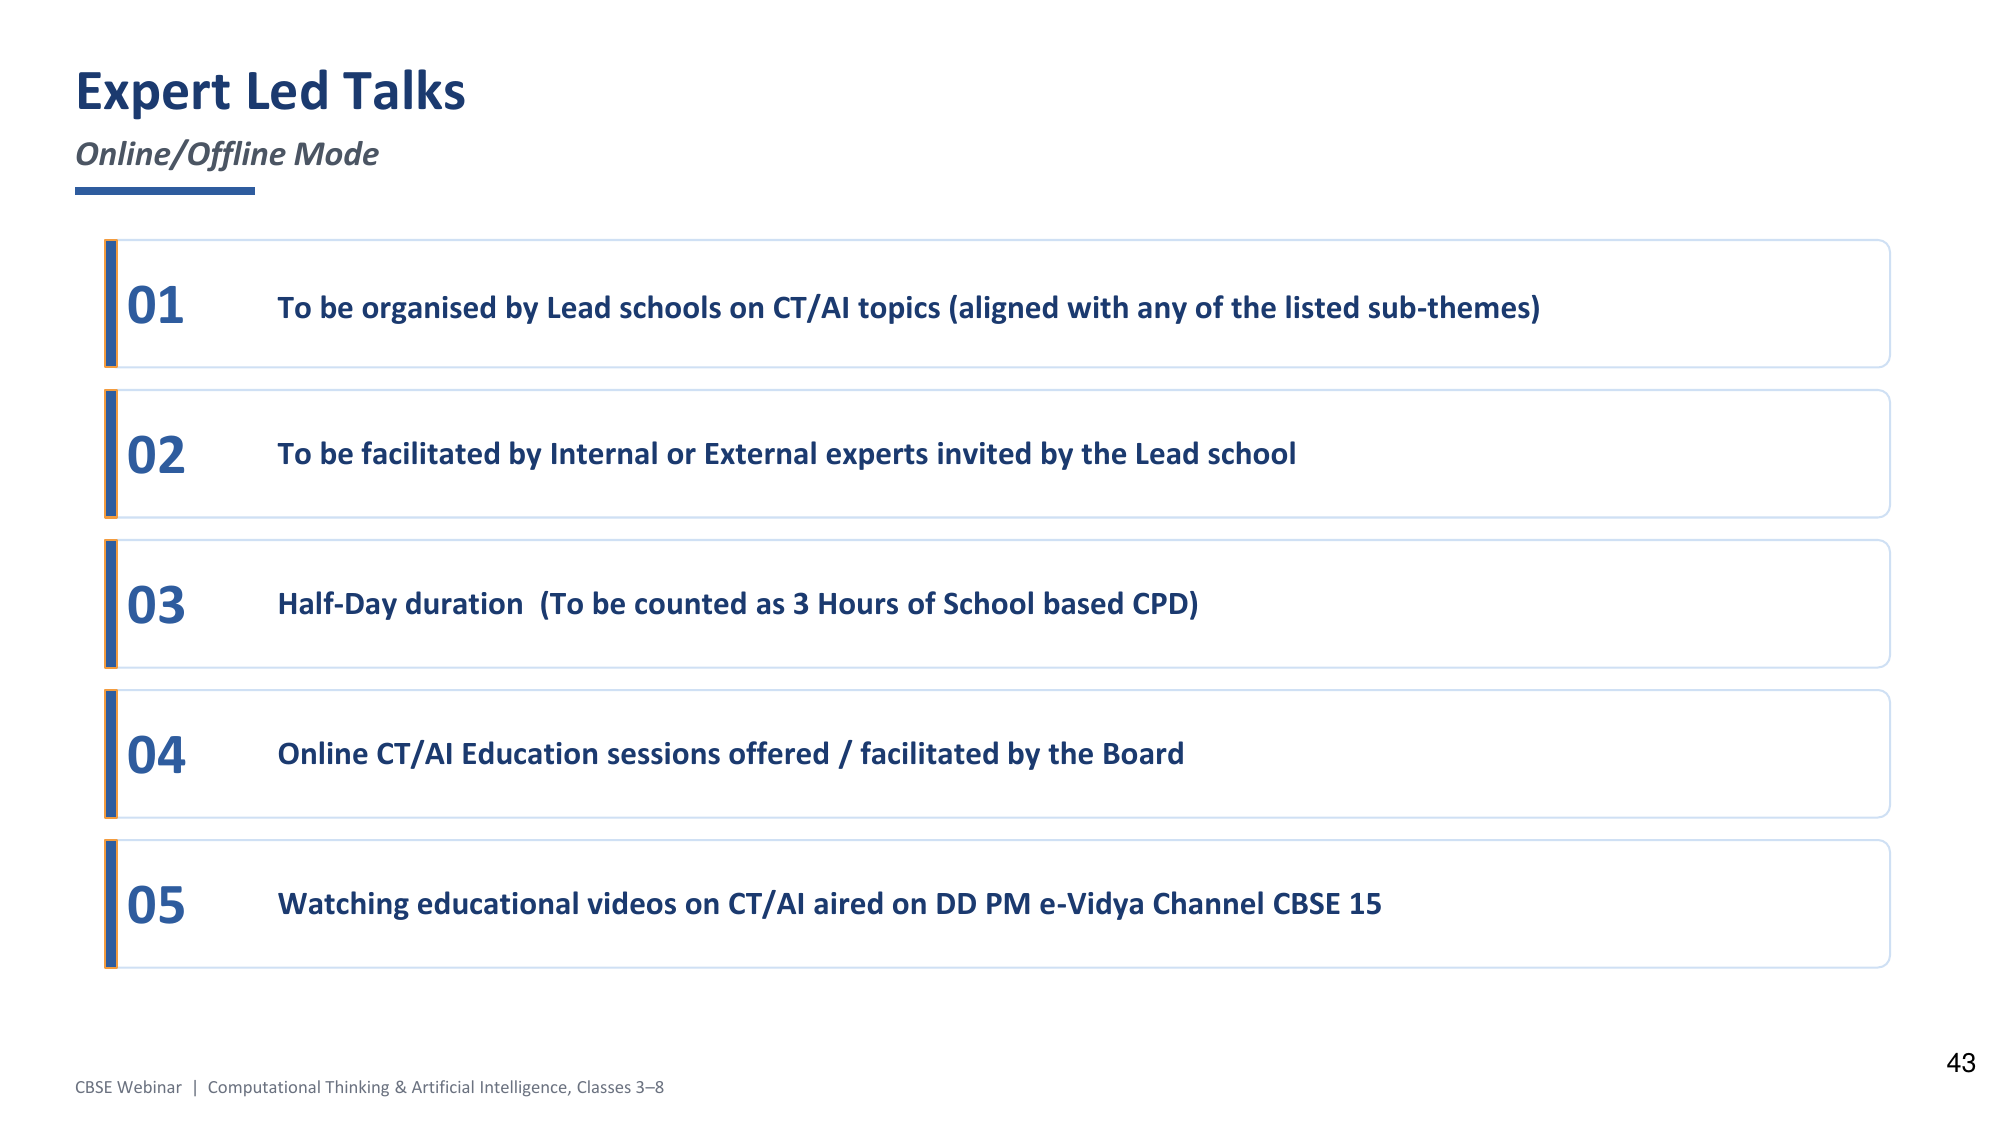 Expert Led Talks
Online/Offline Mode
01
To be organised by Lead schools on CT/AI topics (aligned with any of the listed sub-themes)
02
To be facilitated by Internal or External experts invited by the Lead school
03
Half-Day duration  (To be counted as 3 Hours of School based CPD)
04
Online CT/AI Education sessions offered / facilitated by the Board
05
Watching educational videos on CT/AI aired on DD PM e-Vidya Channel CBSE 15
43
CBSE Webinar | Computational Thinking & Artificial Intelligence, Classes 3–8